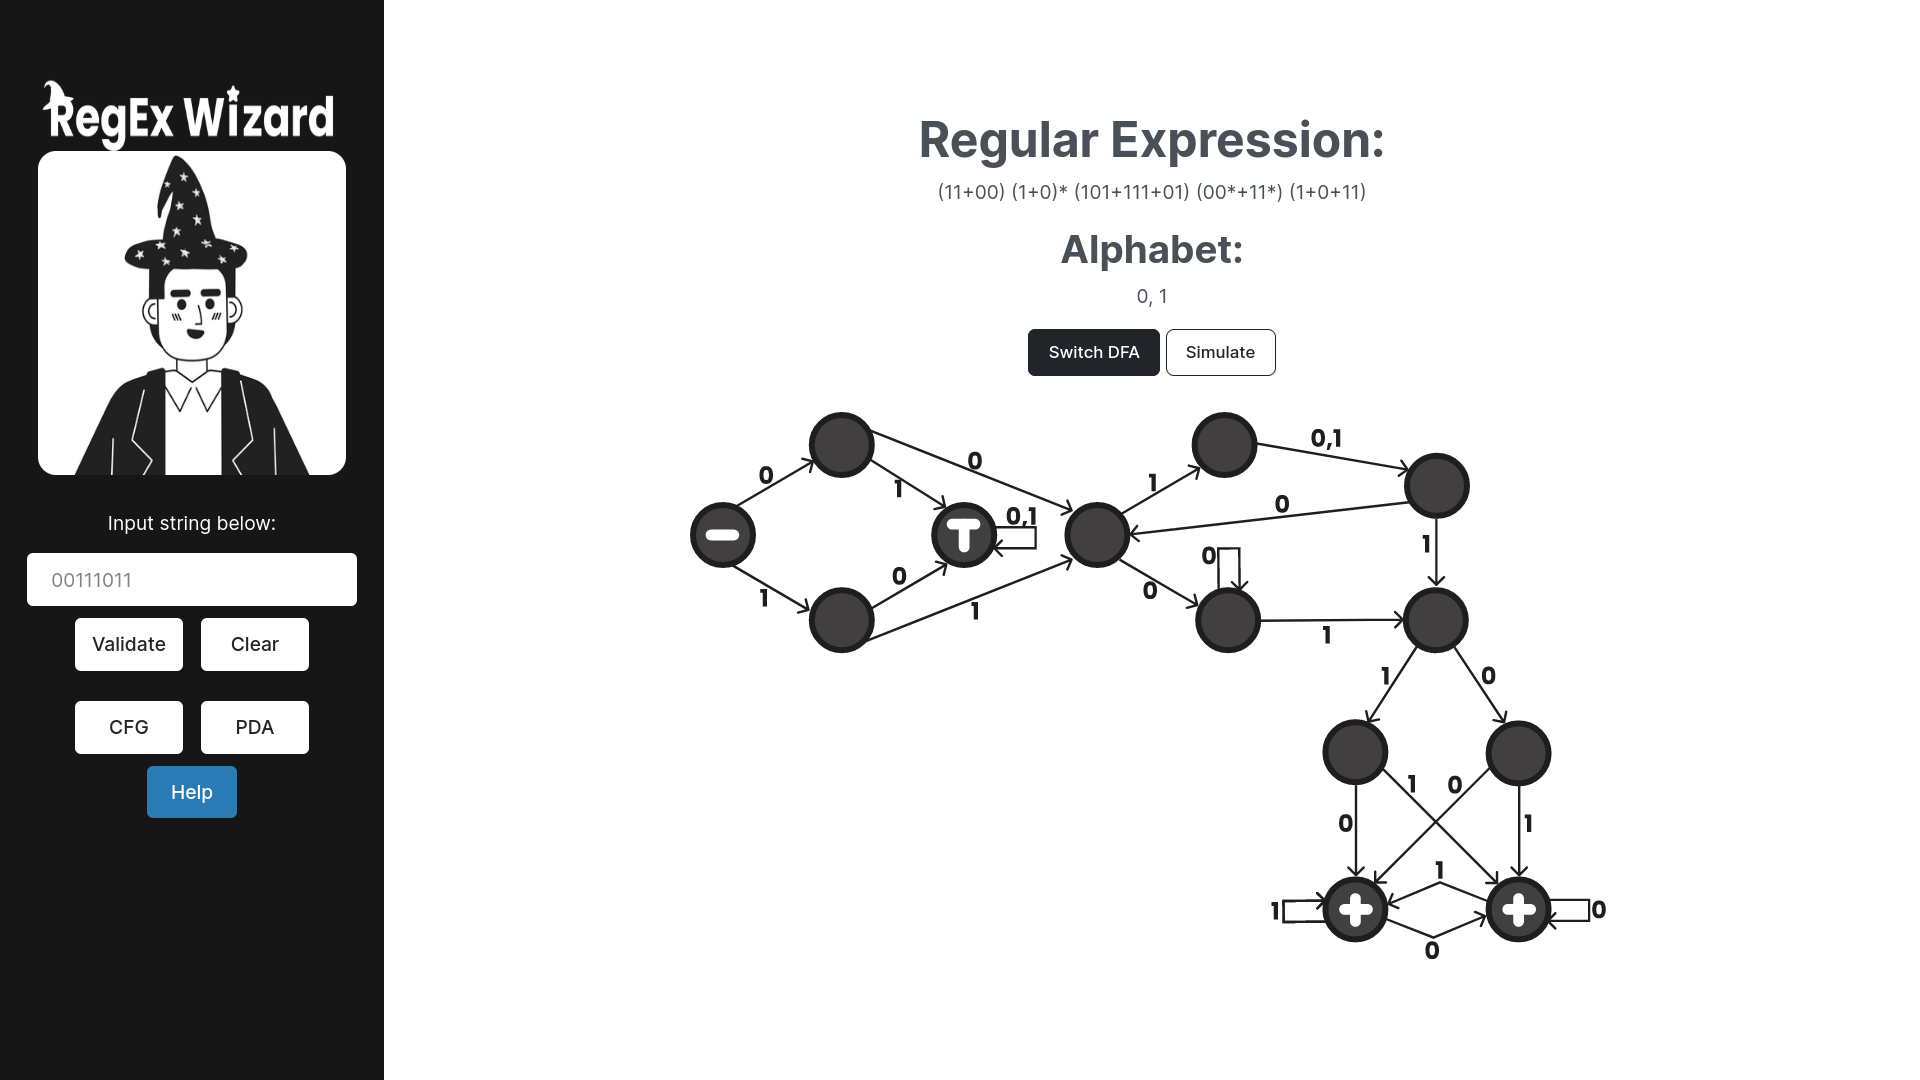 RegEx Wizard
Input string below:
00111011
Validate
Clear
CFG
PDA
Help
Regular Expression:
(11+00) (1+0)* (101+111+01) (00*+11*) (1+0+11)
Alphabet:
0, 1
Switch DFA
Simulate
0
1
0
1
T
0,1
0
1
1
0
0,1
0
1
0
1
1
0
0
1
0
1
1
0
1
0